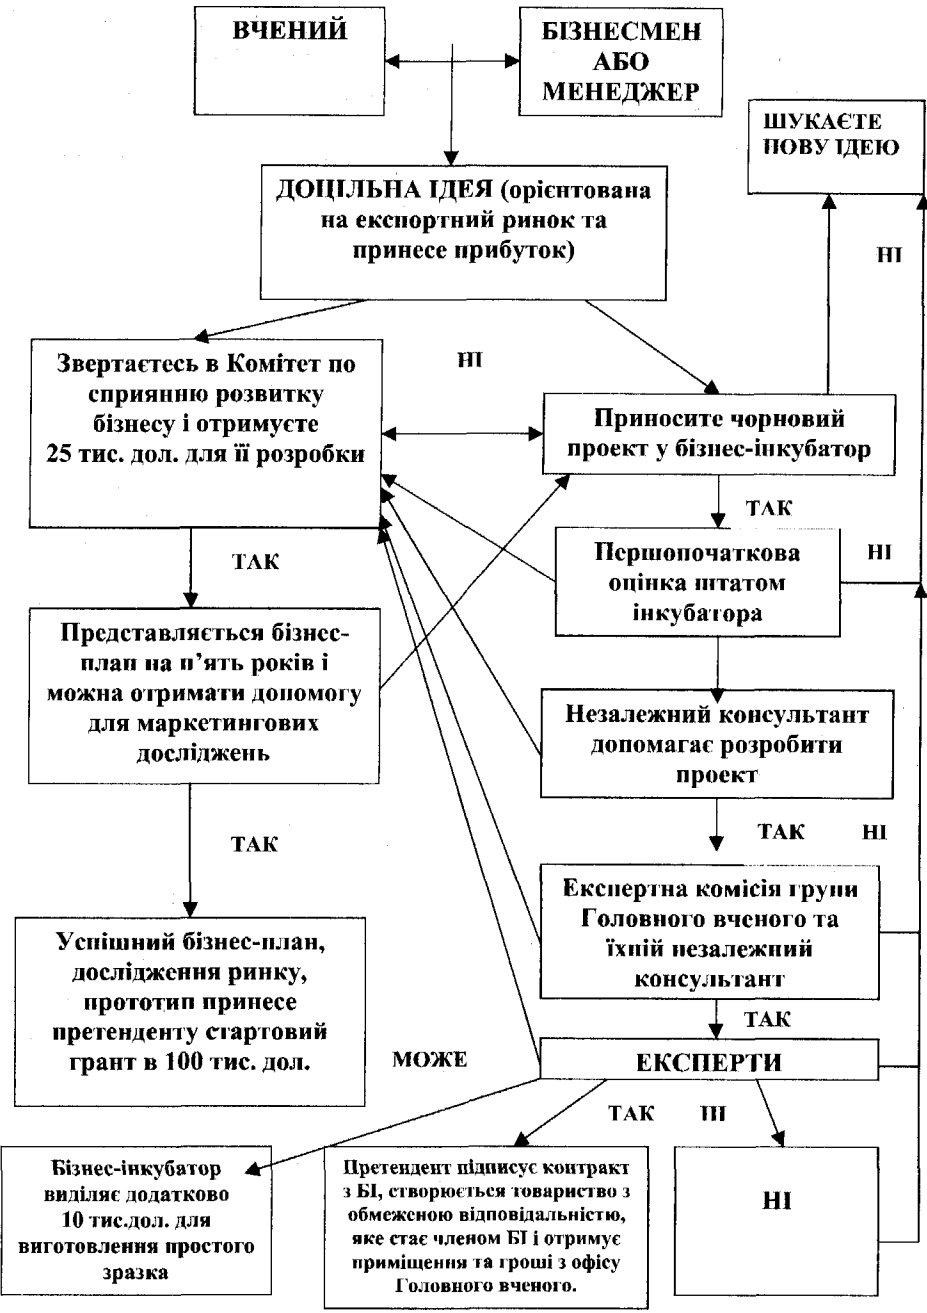 ВЧЕНИЙ
БІЗНЕСМЕН
АБО
МЕНЕДЖЕР
ШУКАЄТЕ
НОВУ ІДЕЮ
ДОЦІЛЬНА ІДЕЯ (орієнтована
на експортний ринок та
принесе прибуток)
НІ
Звертаєтесь в Комітет по
сприянню розвитку
бізнесу і отримуєте
25 тис. дол. для її розробки
НІ
Приносите чорновий
проект у бізнес-інкубатор
ТАК
ТАК
Першопочаткова
оцінка штатом
інкубатора
НІ
Представляється бізнес-
план на п’ять років і
можна отримати допомогу
для маркетингових
досліджень
Незалежний консультант
допомагає розробити
проект
ТАК
ТАК НІ
Експертна комісія групи
Головного вченого та
їхній незалежний
консультант
Успішний бізнес-план,
дослідження ринку,
прототип принесе
претенденту стартовий
грант в 100 тис. дол.
ТАК
МОЖЕ
ЕКСПЕРТИ
ТАК НІ
Бізнес-інкубатор
виділяє додатково
10 тис.дол. для
виготовлення простого
зразка
Претендент підписує контракт
з БІ, створюється товариство з
обмеженою відповідальністю,
яке стає членом БІ і отримує
приміщення та гроші з офісу
Головного вченого.
НІ